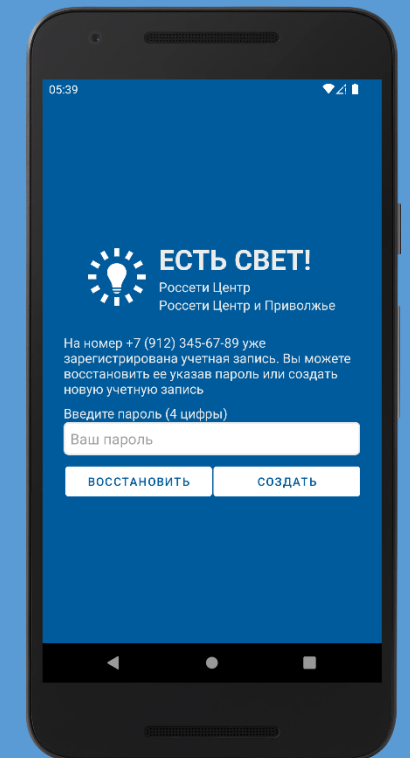 05:39
ЕСТЬ СВЕТ!
Россети Центр
Россети Центр и Приволжье
На номер +7 (912) 345-67-89 уже
зарегистрирована учетная запись. Вы можете
восстановить ее указав пароль или создать
новую учетную запись
Введите пароль (4 цифры)
Ваш пароль
ВОССТАНОВИТЬ СОЗДАТЬ